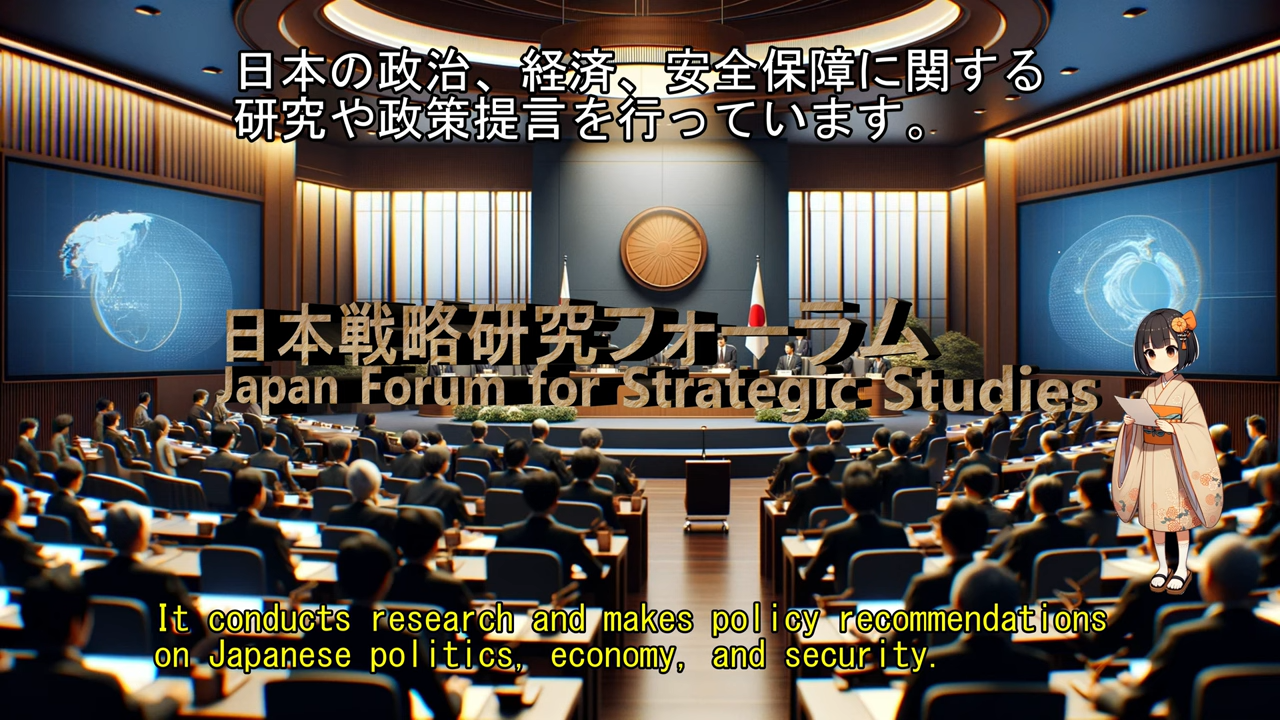 日本の政治、経済、安全保障に関する
研究や政策提言を行っています。
日本戦略研究フォーラム
Japan Forum for Strategic Studies
It conducts research and makes policy recommendations
on Japanese politics, economy, and security.